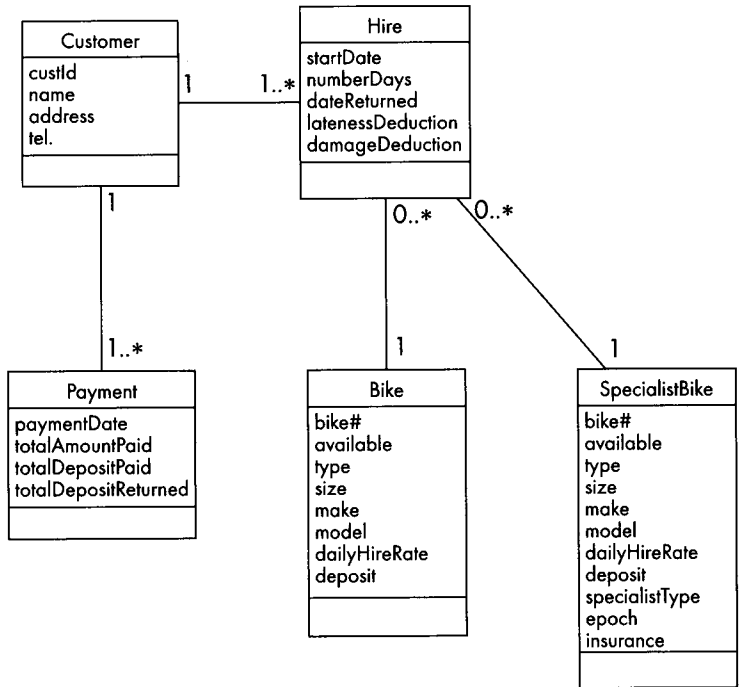 Customer
custId
name
address
tel.
1
1..*
Hire
startDate
numberDays
dateReturned
latenessDeduction
damageDeduction
1
1..*
0..*
0..*
1
1
Payment
paymentDate
totalAmountPaid
totalDepositPaid
totalDepositReturned
Bike
bike#
available
type
size
make
model
dailyHireRate
deposit
SpecialistBike
bike#
available
type
size
make
model
dailyHireRate
deposit
specialistType
epoch
insurance